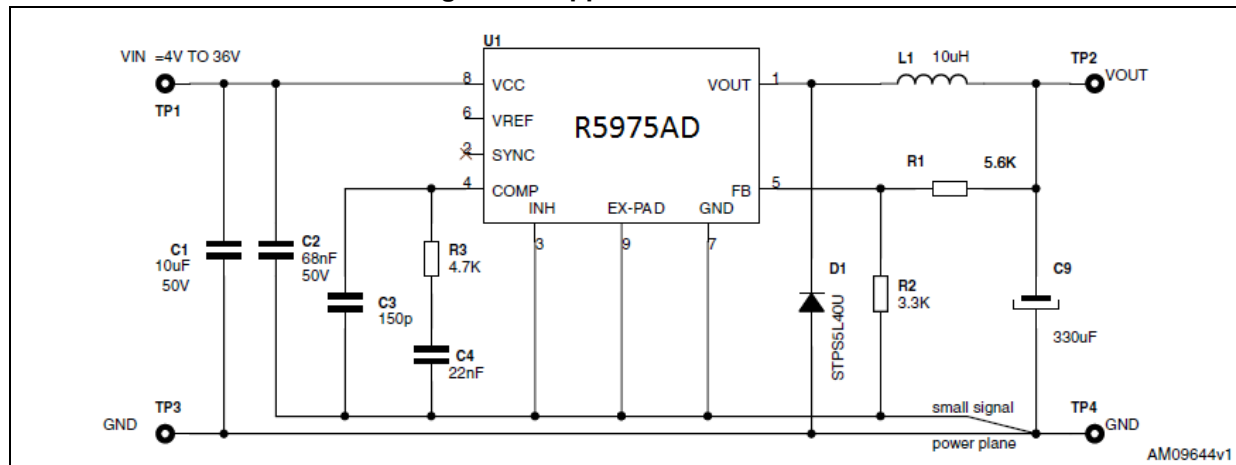 U1
VIN =4V TO 36V
TP1
8 VCC
6 VREF
2 SYNC
4 COMP
INH
EX-PAD
GND
3
9
7
VOUT 1
FB 5
R5975AD
L1 10uH
TP2
VOUT
R1 5.6K
C1
10uF
50V
C2
68nF
50V
C3
150p
R3
4.7K
C4
22nF
D1
STPS5L40U
R2
3.3K
C9
330uF
TP3
GND
small signal
power plane
TP4
GND
AM09644v1